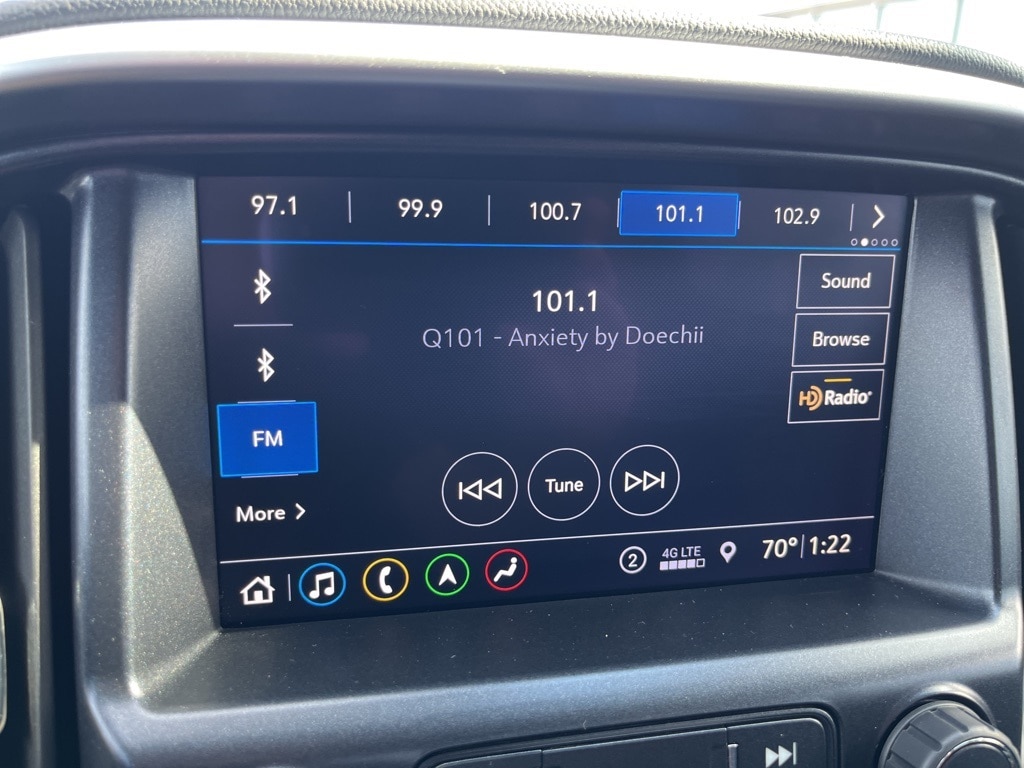 97.1 99.9 100.7 101.1 102.9
Sound
101.1
Q101 - Anxiety by Doechii
Browse
HD Radio
FM
Tune
More
2 4G LTE 70° 1:22